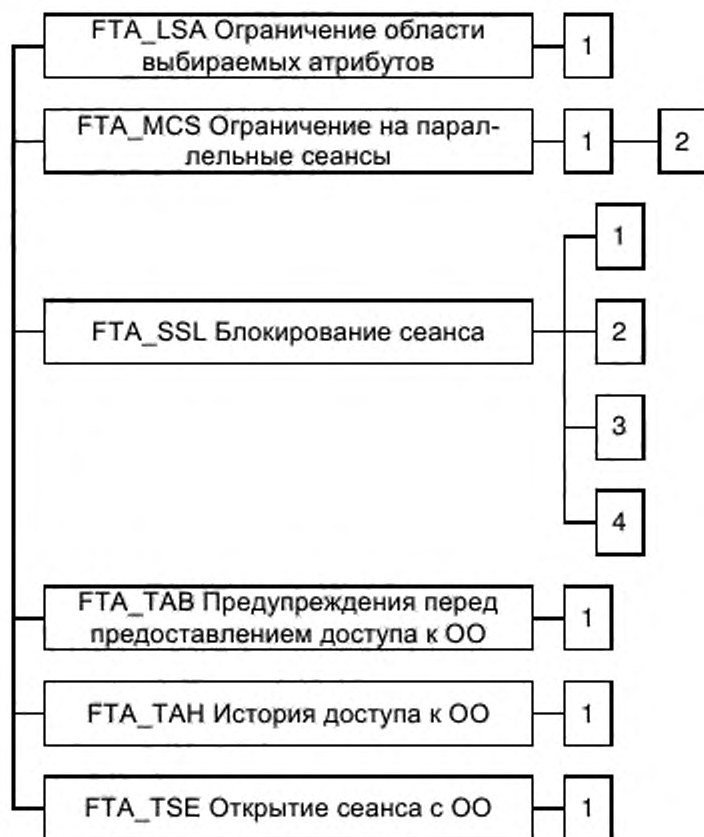 FTA_LSA Ограничение области
выбираемых атрибутов
1
FTA_MCS Ограничение на парал-
лельные сеансы
1
2
1
FTA_SSL Блокирование сеанса
2
3
4
FTA_TAB Предупреждения перед
предоставлением доступа к ОО
1
FTA_TAH История доступа к ОО
1
FTA_TSE Открытие сеанса с ОО
1